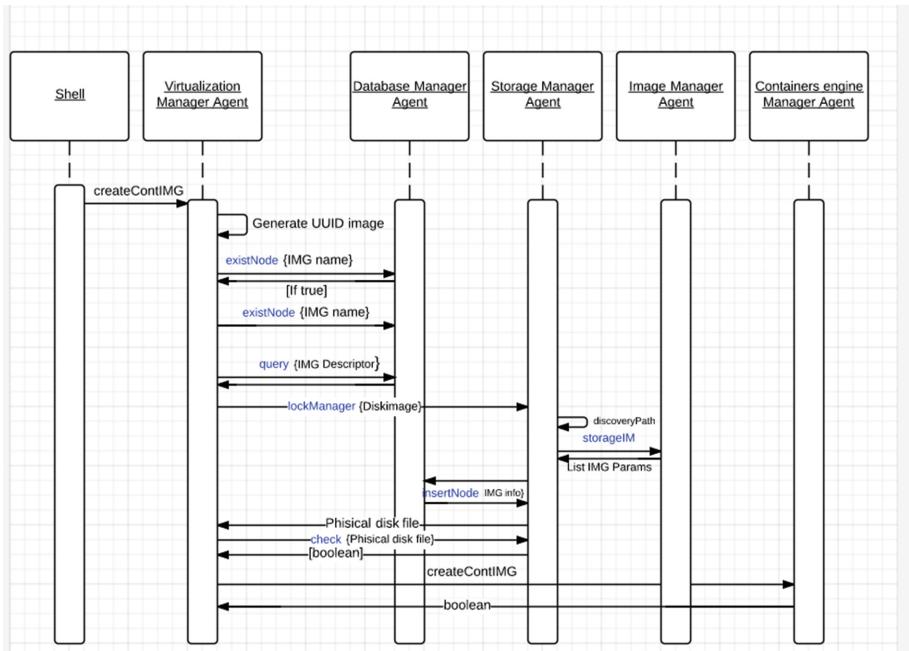 Shell
Virtualization
Manager Agent
Database Manager
Agent
Storage Manager
Agent
Image Manager
Agent
Containers engine
Manager Agent
createContIMG
Generate UUID image
existNode {IMG name}
[If true]
existNode {IMG name}
query {IMG Descriptor}
lockManager {Diskimage}
discoveryPath
storageIM
List IMG Params
insertNode IMG info}
Phisical disk file
check {Phisical disk file}
[boolean]
createContIMG
boolean